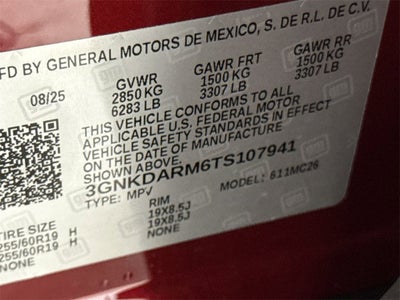 MFD BY GENERAL MOTORS DE MEXICO, S. DE R.L. DE C.V.
08/25 GVWR GAWR FRT GAWR RR
2850 KG 1500 KG 1500 KG
6283 LB 3307 LB 3307 LB
THIS VEHICLE CONFORMS TO ALL
APPLICABLE U.S. FEDERAL MOTOR
VEHICLE SAFETY STANDARDS IN EFFECT
ON THE DATE OF MANUFACTURE
SHOWN ABOVE.
3GNKDARM6TS107941
TYPE: MPV MODEL: 611MC26
TIRE SIZE RIM
255/60R19 H 19X8.5J
255/60R19 H 19X8.5J
NONE NONE